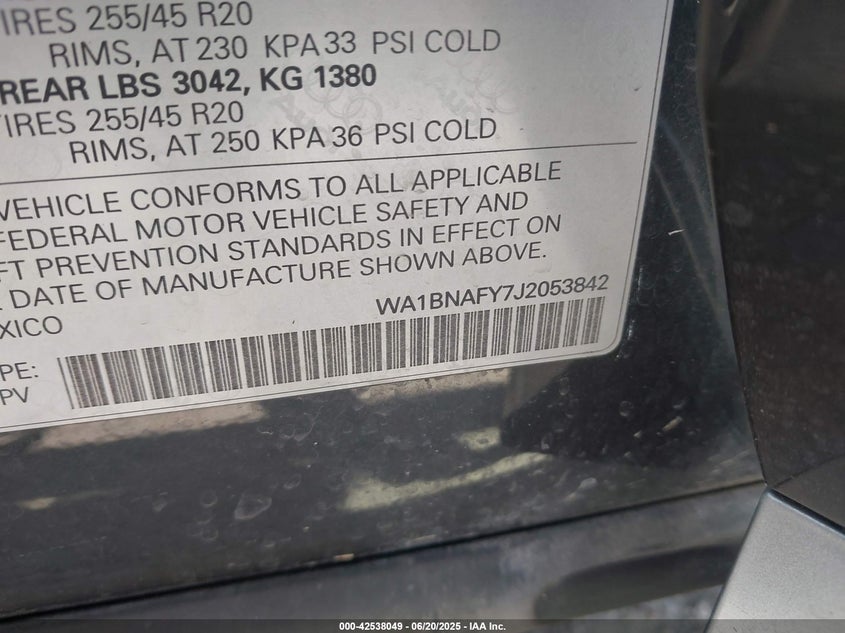 IRES 255/45 R20
RIMS, AT 230 KPA 33 PSI COLD
REAR LBS 3042, KG 1380
IRES 255/45 R20
RIMS, AT 250 KPA 36 PSI COLD
VEHICLE CONFORMS TO ALL APPLICABLE
FEDERAL MOTOR VEHICLE SAFETY AND
FT PREVENTION STANDARDS IN EFFECT ON
DATE OF MANUFACTURE SHOWN ABOVE.
XICO
WA1BNAFY7J2053842
PE:
PV
000-42538049 - 06/20/2025 - IAA Inc.